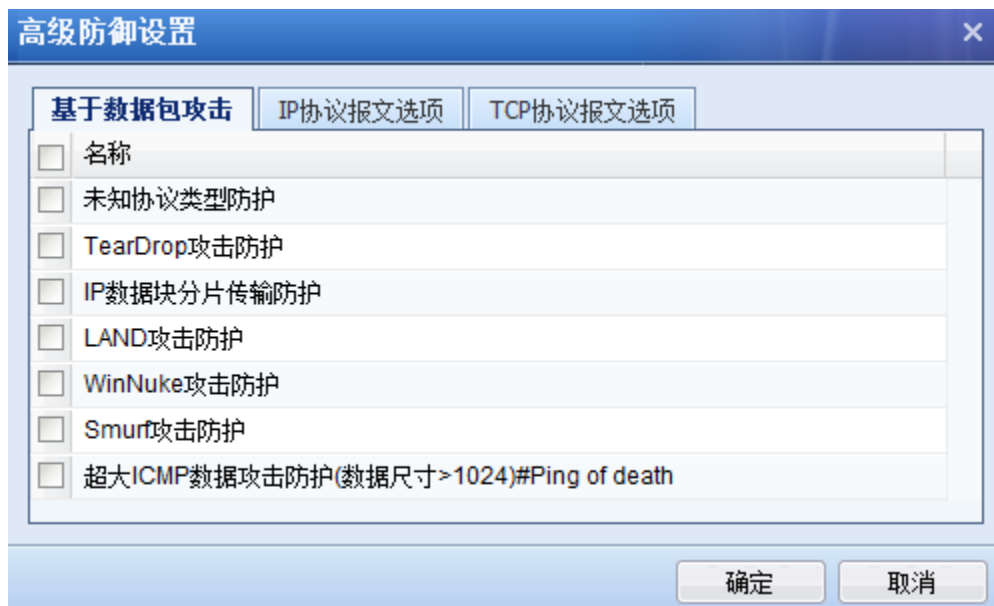 高级防御设置
基于数据包攻击 IP协议报文选项 TCP协议报文选项
名称
未知协议类型防护
TearDrop攻击防护
IP数据块分片传输防护
LAND攻击防护
WinNuke攻击防护
Smurf攻击防护
超大ICMP数据攻击防护(数据尺寸>1024)#Ping of death
确定 取消